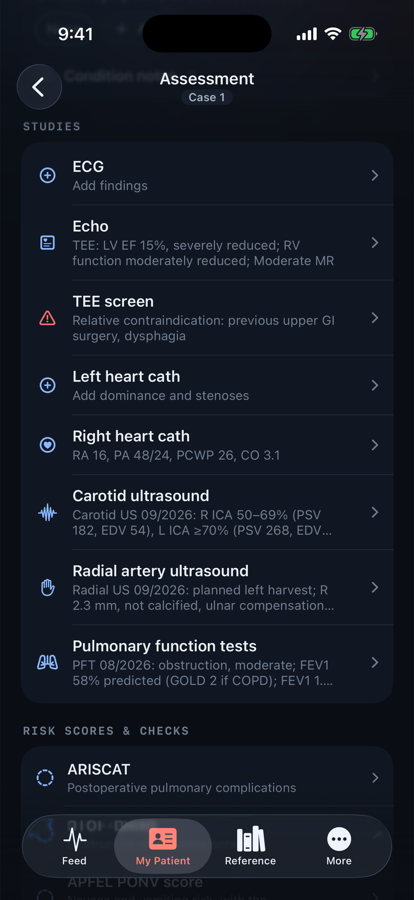 9:41
Assessment
Case 1
STUDIES
ECG
Add findings
Echo
TEE: LV EF 15%, severely reduced; RV
function moderately reduced; Moderate MR
TEE screen
Relative contraindication: previous upper GI
surgery, dysphagia
Left heart cath
Add dominance and stenoses
Right heart cath
RA 16, PA 48/24, PCWP 26, CO 3.1
Carotid ultrasound
Carotid US 09/2026: R ICA 50–69% (PSV
182, EDV 54), L ICA ≥70% (PSV 268, EDV…
Radial artery ultrasound
Radial US 09/2026: planned left harvest; R
2.3 mm, not calcified, ulnar compensation…
Pulmonary function tests
PFT 08/2026: obstruction, moderate; FEV1
58% predicted (GOLD 2 if COPD); FEV1 1.…
RISK SCORES & CHECKS
ARISCAT
Postoperative pulmonary complications
Feed
My Patient
Reference
More
APFEL PONV score